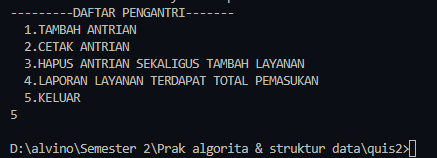 ---------DAFTAR PENGANTRI-------
1.TAMBAH ANTRIAN
2.CETAK ANTRIAN
3.HAPUS ANTRIAN SEKALIGUS TAMBAH LAYANAN
4.LAPORAN LAYANAN TERDAPAT TOTAL PEMASUKAN
5.KELUAR
5
D:\alvino\Semester 2\Prak algorita & struktur data\quis2>